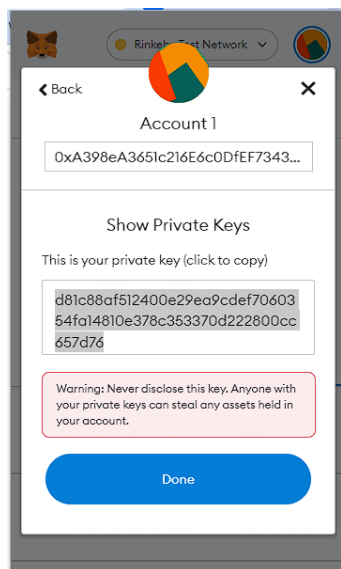 Rinkeby Test Network
Back
Account 1
0xA398eA3651c216E6c0DfEF7343...
Show Private Keys
This is your private key (click to copy)
d81c88af512400e29ea9cdef70603
54fa14810e378c353370d222800cc
657d76
Warning: Never disclose this key. Anyone with
your private keys can steal any assets held in
your account.
Done